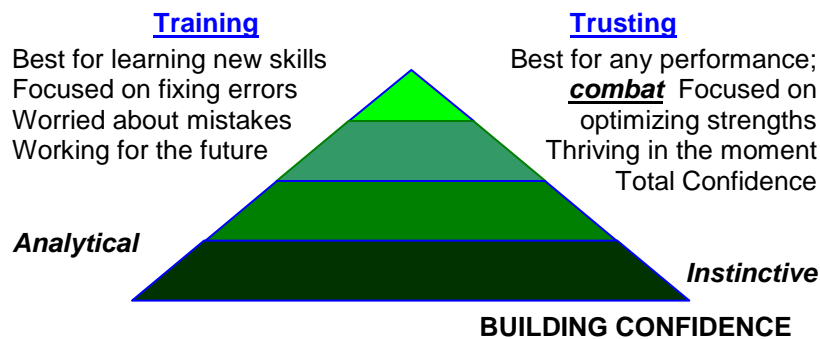 Training
Best for learning new skills
Focused on fixing errors
Worried about mistakes
Working for the future
Analytical
Trusting
Best for any performance;
combat Focused on
optimizing strengths
Thriving in the moment
Total Confidence
Instinctive
BUILDING CONFIDENCE